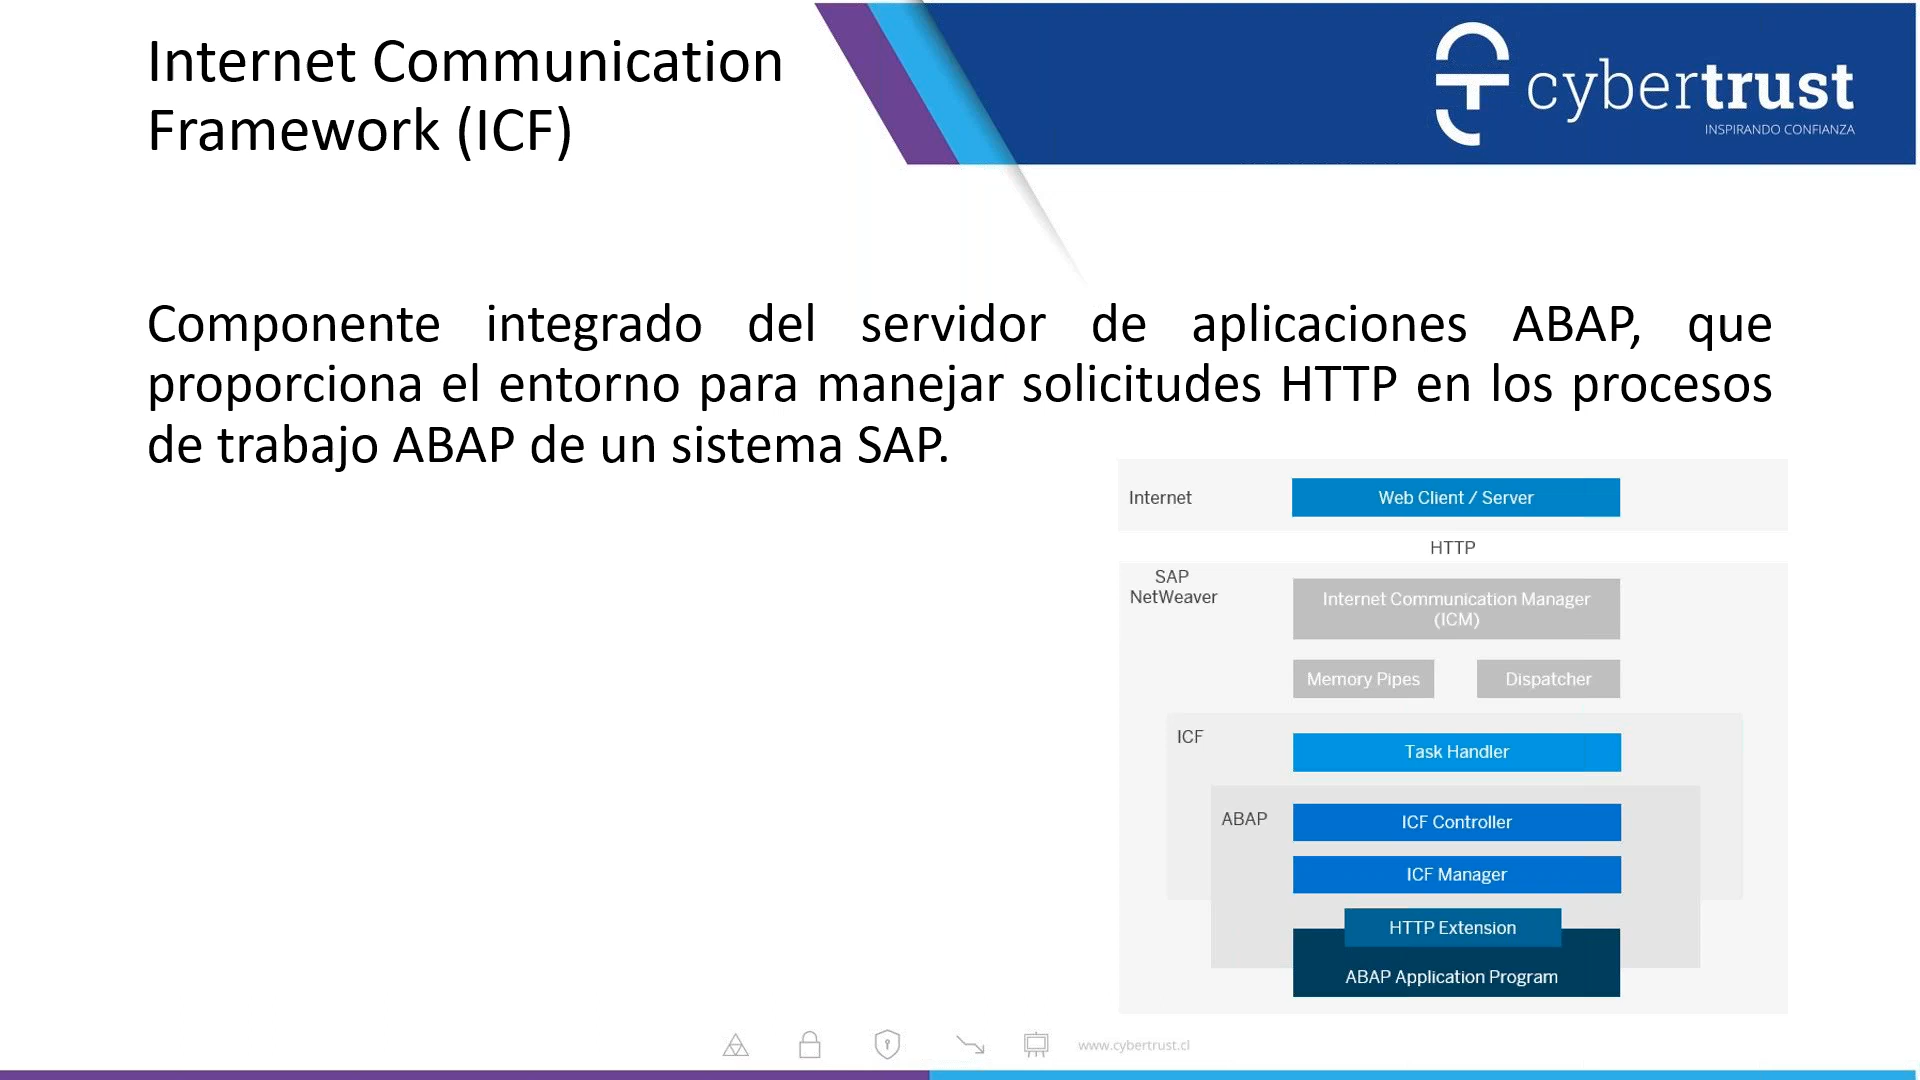 Internet Communication
Framework (ICF)
cybertrust
INSPIRANDO CONFIANZA
Componente integrado del servidor de aplicaciones ABAP, que
proporciona el entorno para manejar solicitudes HTTP en los procesos
de trabajo ABAP de un sistema SAP.
Internet
Web Client / Server
HTTP
SAP
NetWeaver
Internet Communication Manager
(ICM)
Memory Pipes
Dispatcher
ICF
Task Handler
ABAP
ICF Controller
ICF Manager
HTTP Extension
ABAP Application Program
www.cybertrust.cl